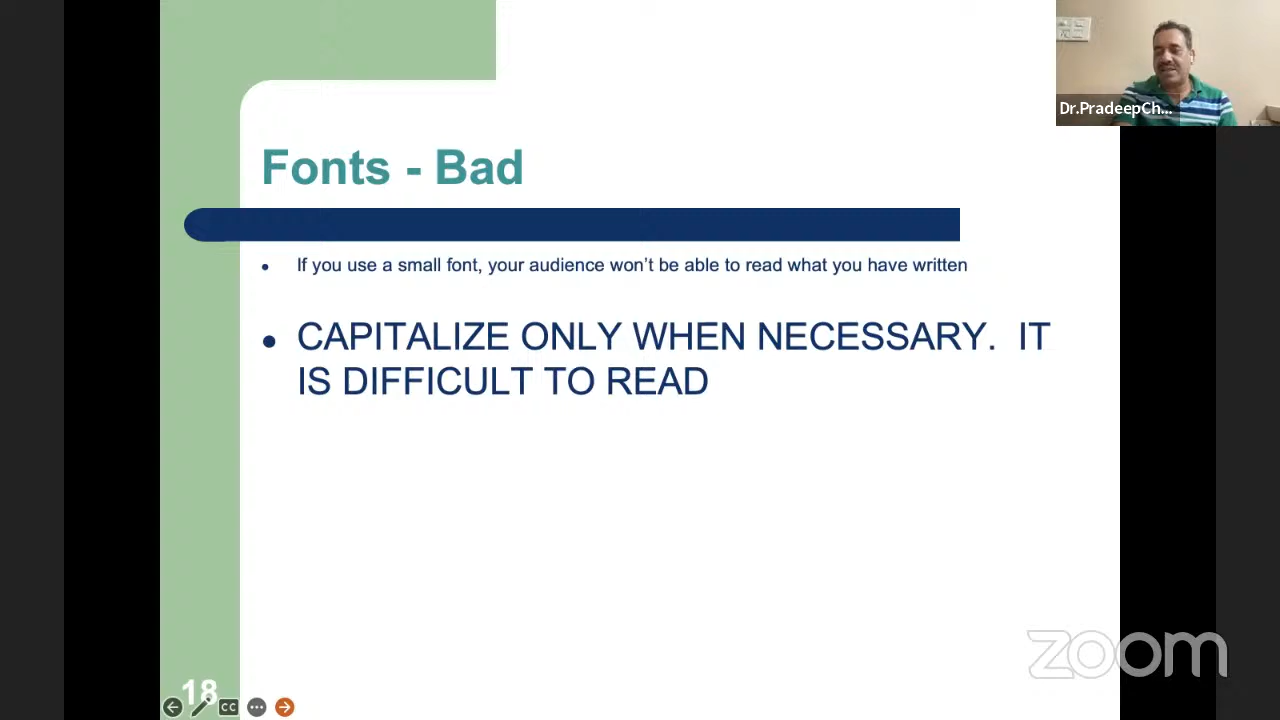 Dr.PradeepCh...
Fonts - Bad
If you use a small font, your audience won't be able to read what you have written
CAPITALIZE ONLY WHEN NECESSARY. IT
IS DIFFICULT TO READ
zoom
18
CC